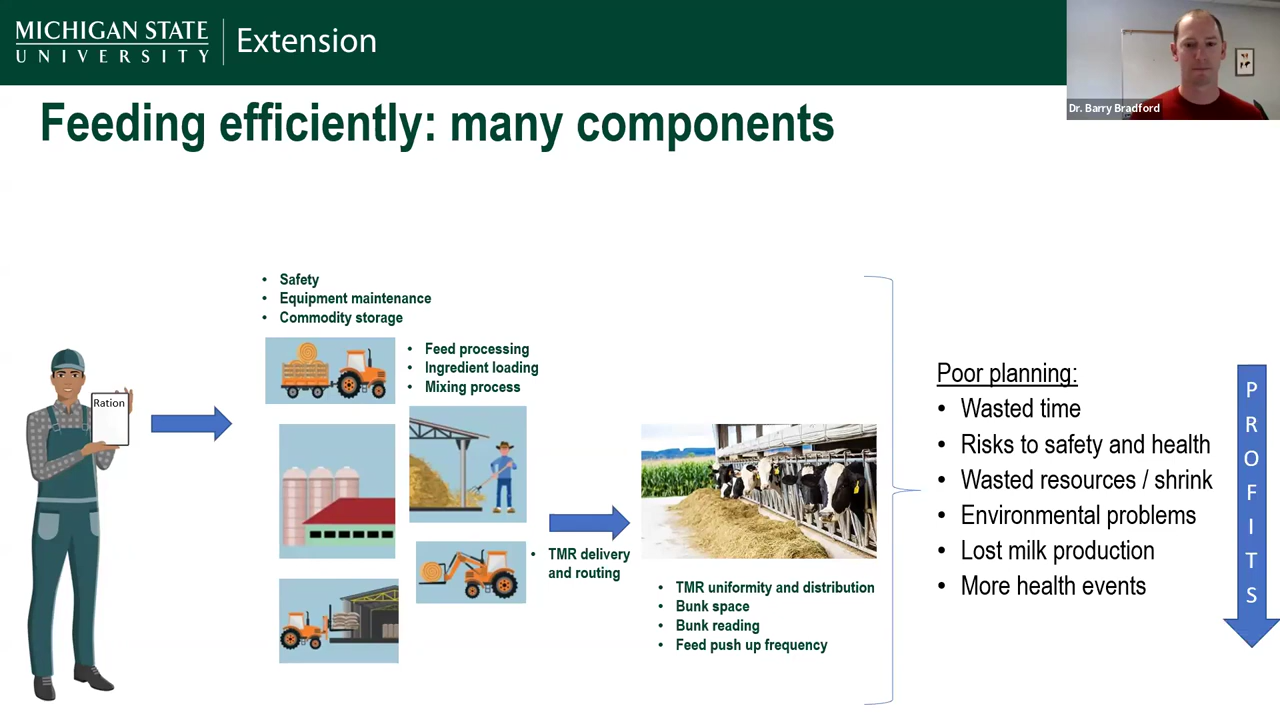 MICHIGAN STATE
UNIVERSITY
Extension
Dr. Barry Bradford
Feeding efficiently: many components
• Safety
• Equipment maintenance
• Commodity storage
• Feed processing
• Ingredient loading
• Mixing process
Ration
• TMR delivery
and routing
• TMR uniformity and distribution
• Bunk space
• Bunk reading
• Feed push up frequency
Poor planning:
• Wasted time
• Risks to safety and health
• Wasted resources / shrink
• Environmental problems
• Lost milk production
• More health events
PROFITS